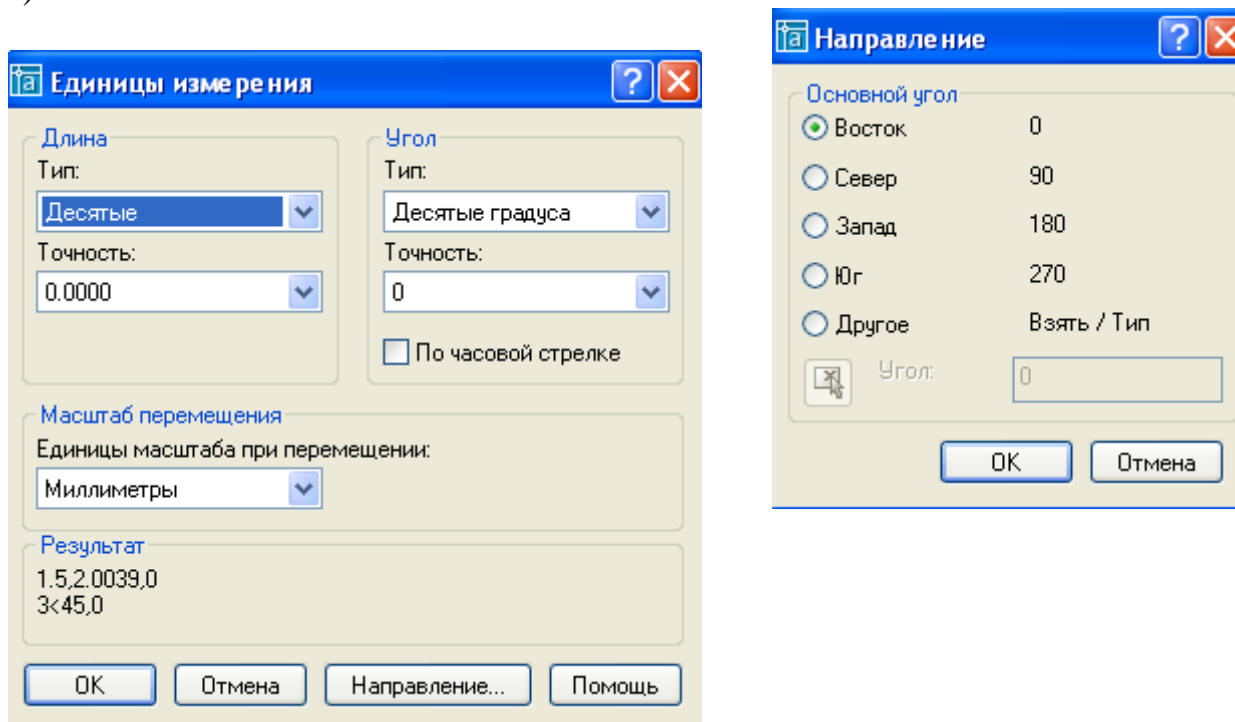 )
Единицы измерения
Длина
Тип:
Десятые
Точность:
0.0000
Угол
Тип:
Десятые градуса
Точность:
0
По часовой стрелке
Масштаб перемещения
Единицы масштаба при перемещении:
Миллиметры
Результат
1.5,2.0039,0
3<45,0
ОК Отмена Направление... Помощь
Направление
Основной угол
Восток 0
Север 90
Запад 180
Юг 270
Другое Взять / Тип
Угол: 0
ОК Отмена